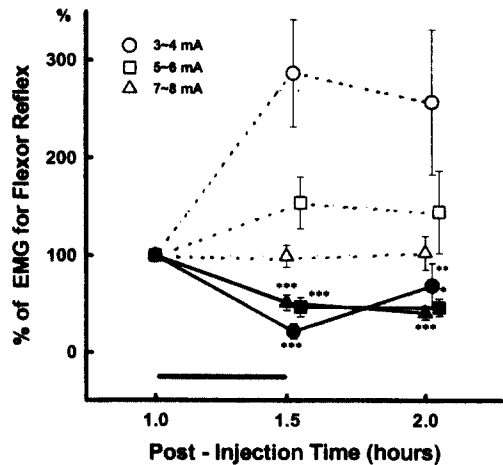 %
300
200
100
0
3~4 mA
5~6 mA
7~8 mA
***
***
***
**
*
***
1.0
1.5
2.0
% of EMG for Flexor Reflex
Post - Injection Time (hours)